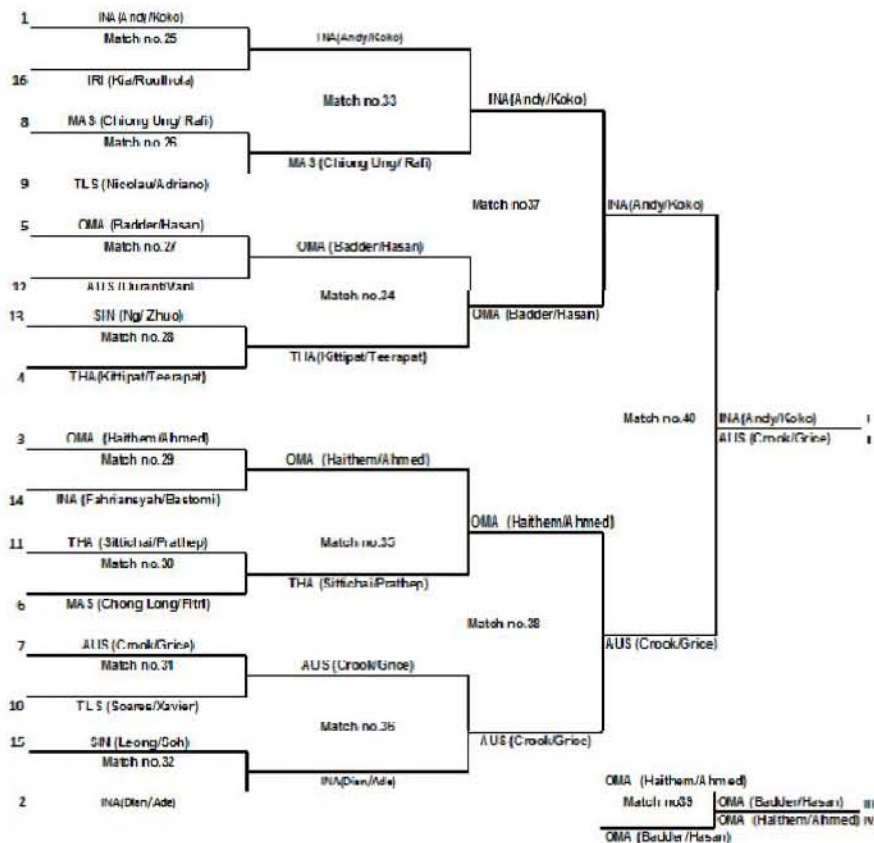 1 INA(Andy/Koko)
Match no.25
16 IRI (Kia/Roulhola)
8 MAS (Chiong Ung/ Rafi)
Match no.26
9 TLS (Nicolau/Adriano)
5 OMA (Badder/Hasan)
Match no.27
12 AUS (Durant/Van)
13 SIN (Ng/ Zhuo)
Match no.28
4 THA(Kittipat/Teerapat)
3 OMA (Haithem/Ahmed)
Match no.29
14 INA (Fahriansyah/Bastomi)
11 THA (Sittichai/Prathep)
Match no.30
6 MAS (Chong Long/Fitri)
7 AUS (Crook/Grice)
Match no.31
10 TLS (Soares/Xavier)
15 SIN (Leong/Soh)
Match no.32
2 INA(Dian/Ade)
INA(Andy/Koko)
Match no.33
MAS (Chiong Ung/ Rafi)
OMA (Badder/Hasan)
Match no.34
THA(Kittipat/Teerapat)
OMA (Haithem/Ahmed)
Match no.35
THA (Sittichai/Prathep)
AUS (Crook/Grice)
Match no.36
INA(Dian/Ade)
INA(Andy/Koko)
Match no37
OMA (Badder/Hasan)
OMA (Haithem/Ahmed)
Match no.38
AUS (Crook/Grice)
INA(Andy/Koko)
Match no.40
AUS (Crook/Grice)
INA(Andy/Koko) I
AUS (Crook/Grice) II
OMA (Haithem/Ahmed)
Match no39
OMA (Badder/Hasan)
OMA (Badder/Hasan) III
OMA (Haithem/Ahmed) IV